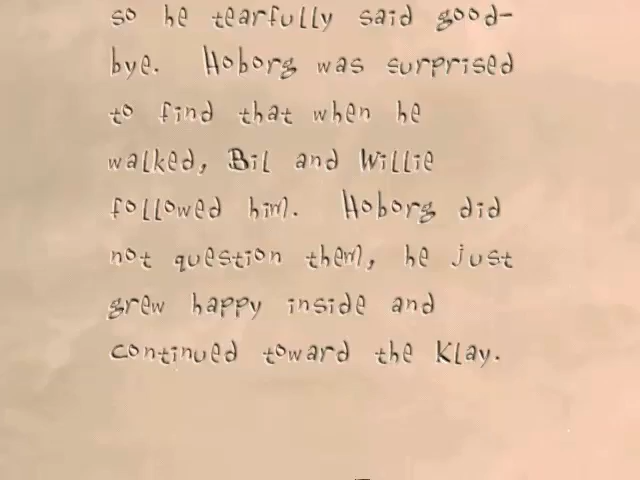 so he tearfully said good-
bye. Hoborg was surprised
to find that when he
walked, Bil and Willie
followed him. Hoborg did
not question them, he just
grew happy inside and
continued toward the Klay.